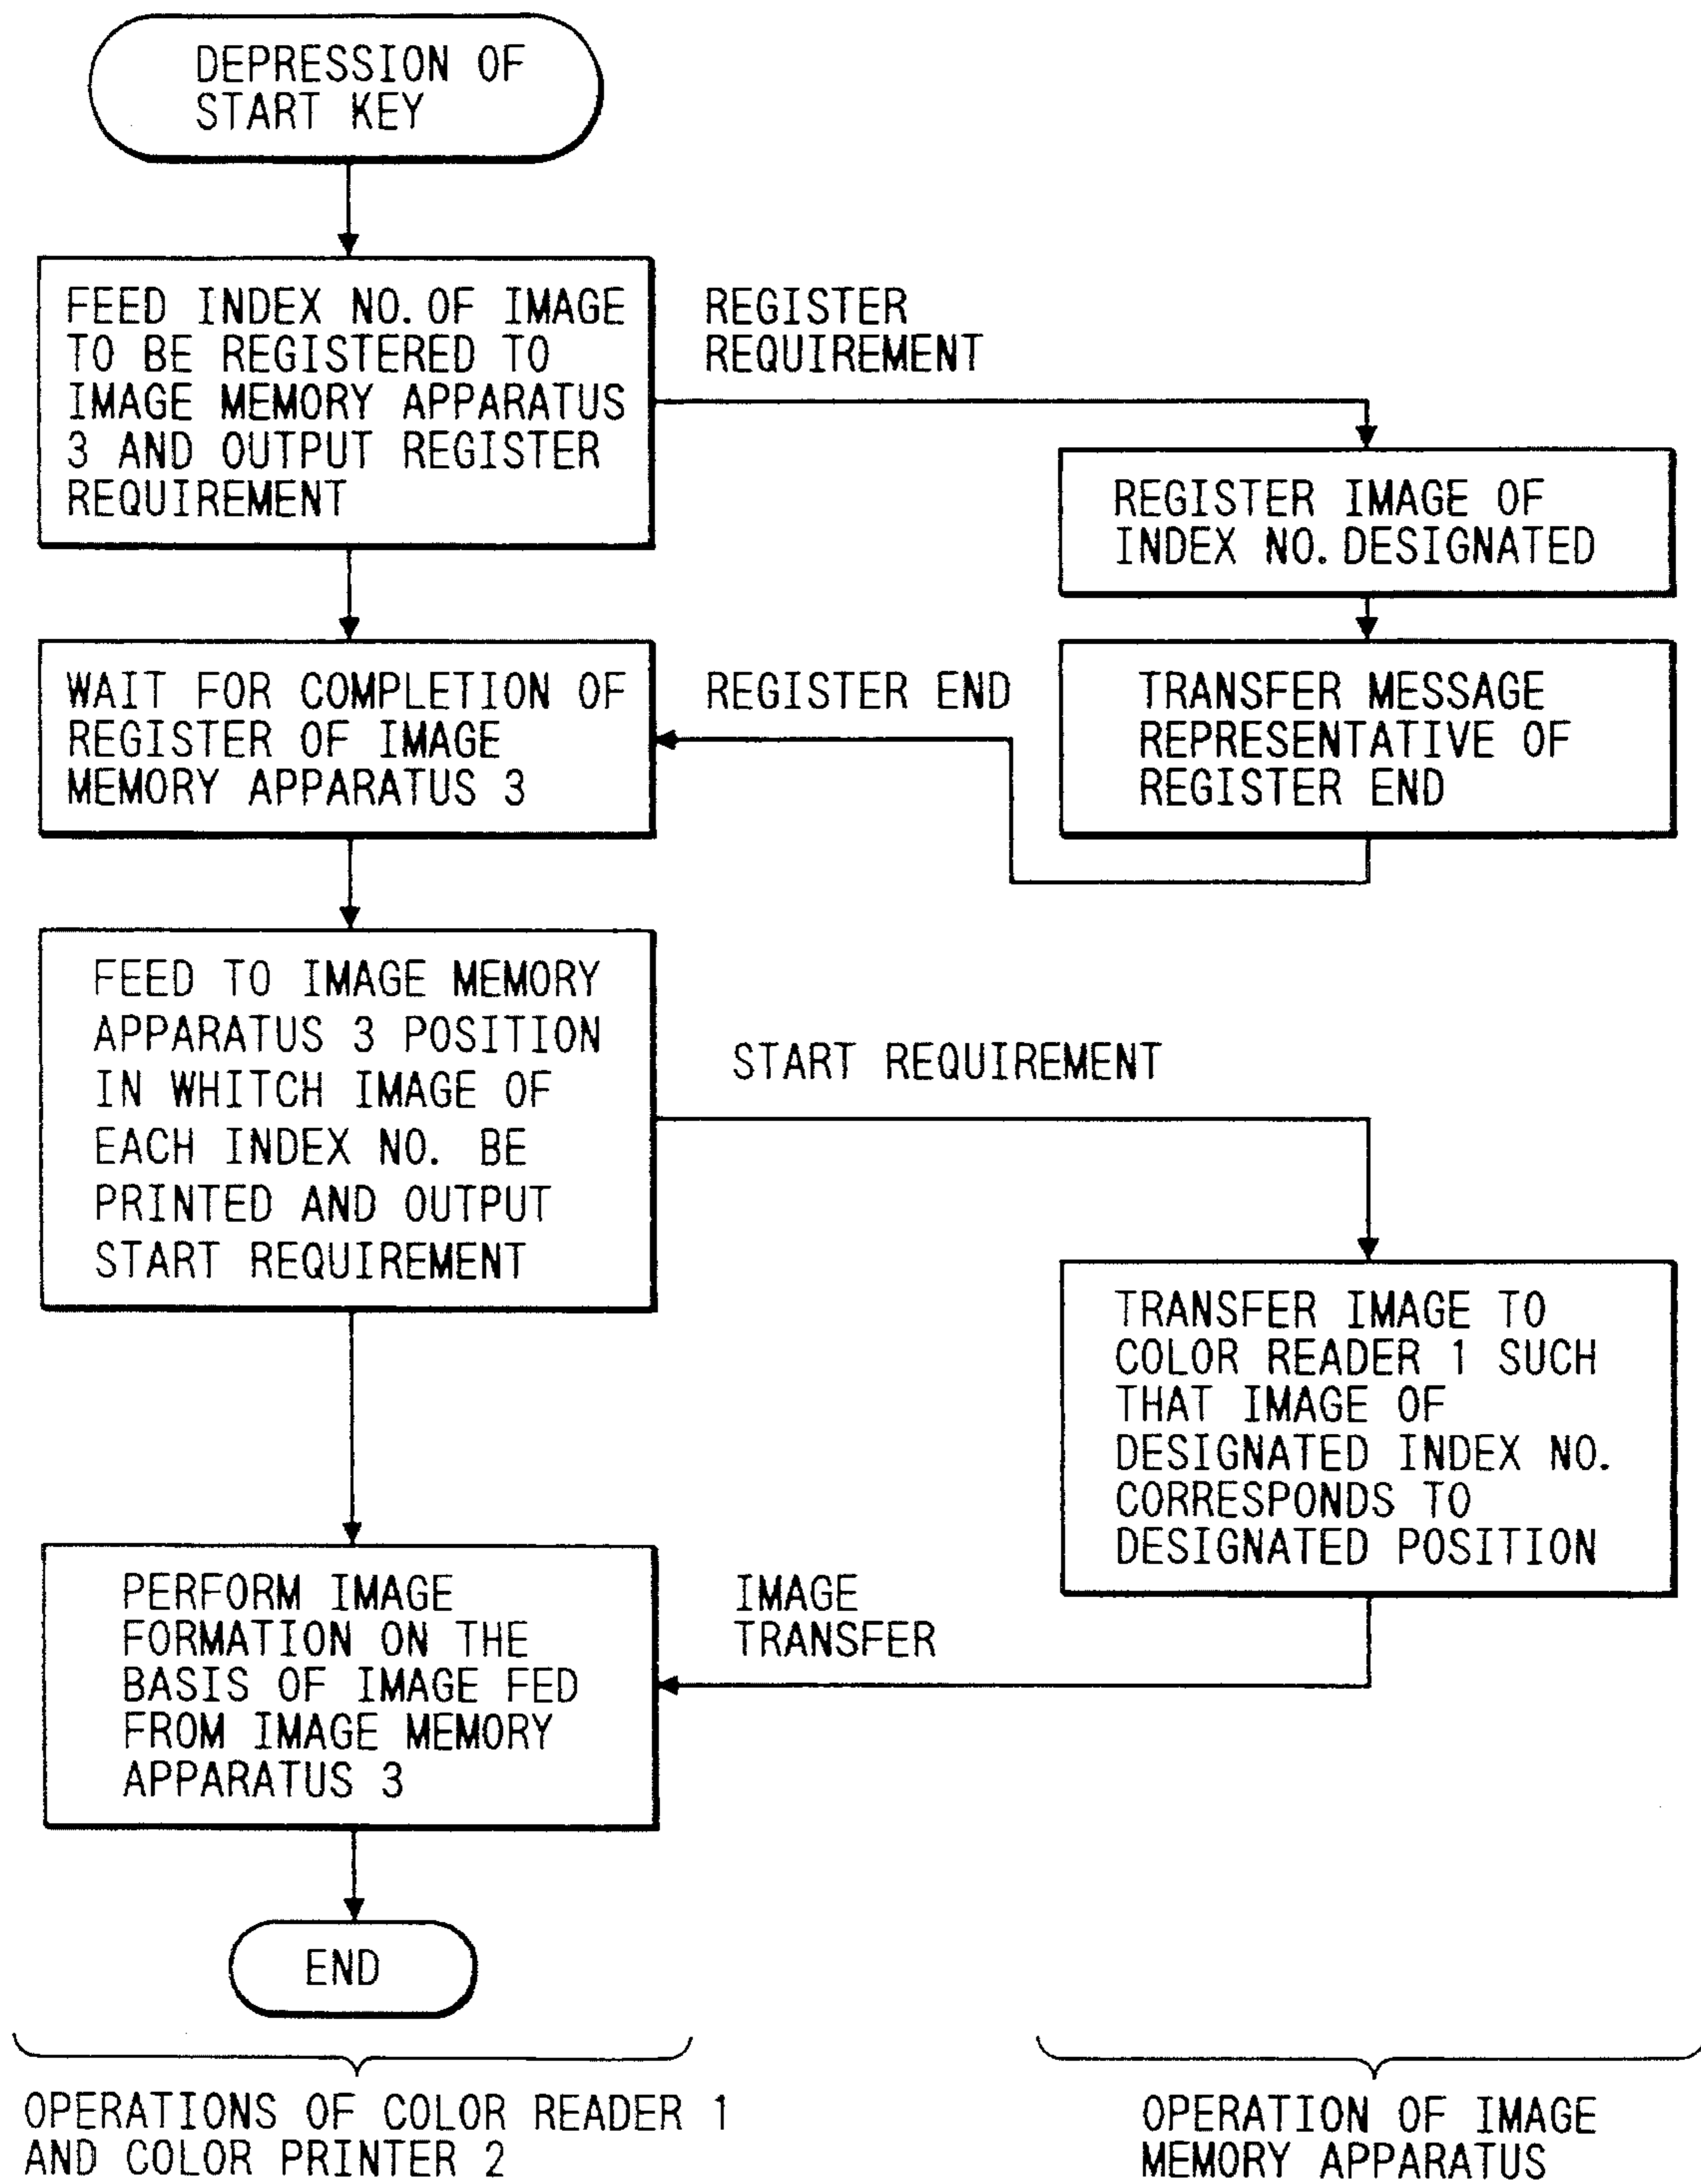 DEPRESSION OF
START KEY
FEED INDEX NO. OF IMAGE
TO BE REGISTERED TO
IMAGE MEMORY APPARATUS
3 AND OUTPUT REGISTER
REQUIREMENT
REGISTER
REQUIREMENT
REGISTER IMAGE OF
INDEX NO. DESIGNATED
WAIT FOR COMPLETION OF
REGISTER OF IMAGE
MEMORY APPARATUS 3
REGISTER END
TRANSFER MESSAGE
REPRESENTATIVE OF
REGISTER END
FEED TO IMAGE MEMORY
APPARATUS 3 POSITION
IN WHITCH IMAGE OF
EACH INDEX NO. BE
PRINTED AND OUTPUT
START REQUIREMENT
START REQUIREMENT
TRANSFER IMAGE TO
COLOR READER 1 SUCH
THAT IMAGE OF
DESIGNATED INDEX NO.
CORRESPONDS TO
DESIGNATED POSITION
PERFORM IMAGE
FORMATION ON THE
BASIS OF IMAGE FED
FROM IMAGE MEMORY
APPARATUS 3
IMAGE
TRANSFER
END
OPERATIONS OF COLOR READER 1
AND COLOR PRINTER 2
OPERATION OF IMAGE
MEMORY APPARATUS